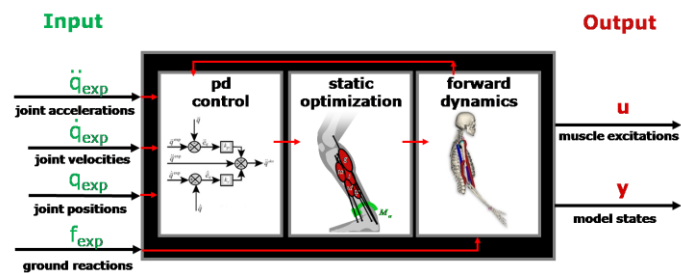 Input
Output
q̈exp
joint accelerations
q̇exp
joint velocities
qexp
joint positions
fexp
ground reactions
pd
control
static
optimization
forward
dynamics
u
muscle excitations
y
model states